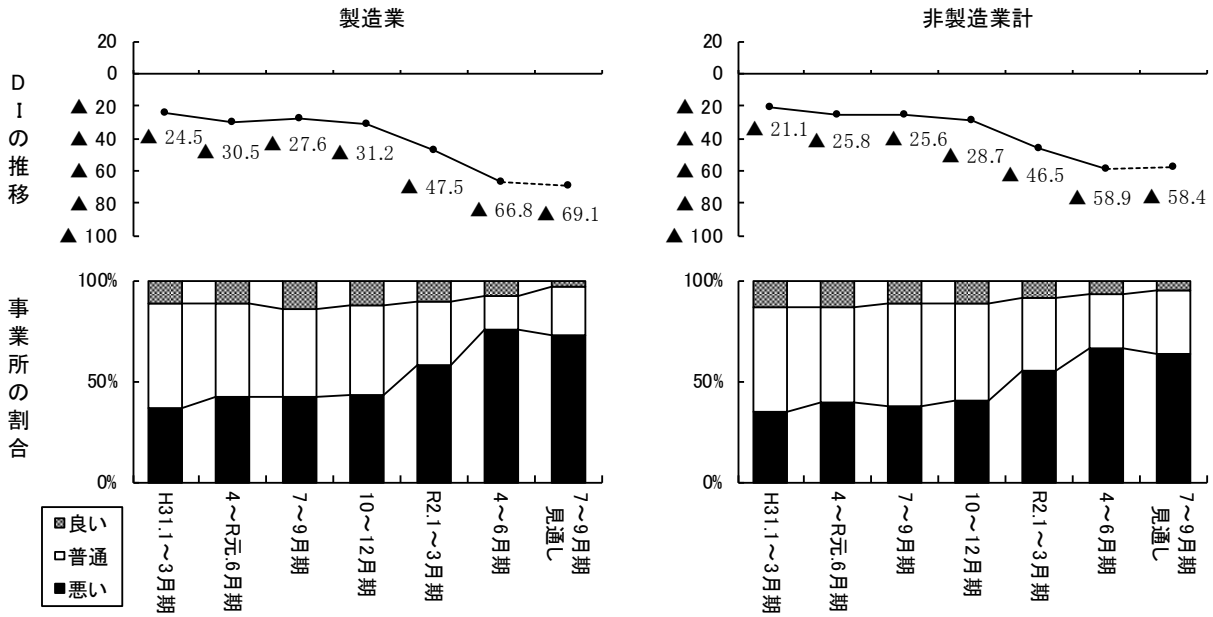 製造業
非製造業計
DIの推移
20
0
▲ 20
▲ 40
▲ 60
▲ 80
▲ 100
▲ 24.5
▲ 30.5
▲ 27.6
▲ 31.2
▲ 47.5
▲ 66.8
▲ 69.1
20
0
▲ 20
▲ 40
▲ 60
▲ 80
▲ 100
▲ 21.1
▲ 25.8
▲ 25.6
▲ 28.7
▲ 46.5
▲ 58.9
▲ 58.4
事業所の割合
100%
50%
0%
H31.1～3月期
4～R元.6月期
7～9月期
10～12月期
R2.1～3月期
4～6月期
7～9月期
見通し
100%
50%
0%
H31.1～3月期
4～R元.6月期
7～9月期
10～12月期
R2.1～3月期
4～6月期
7～9月期
見通し
良い
普通
悪い